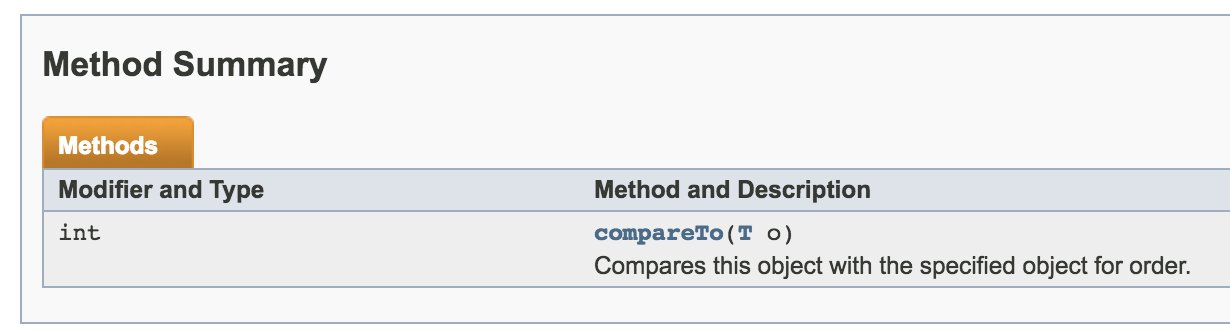 Method Summary
Methods
Modifier and Type Method and Description
int compareTo(T o)
Compares this object with the specified object for order.